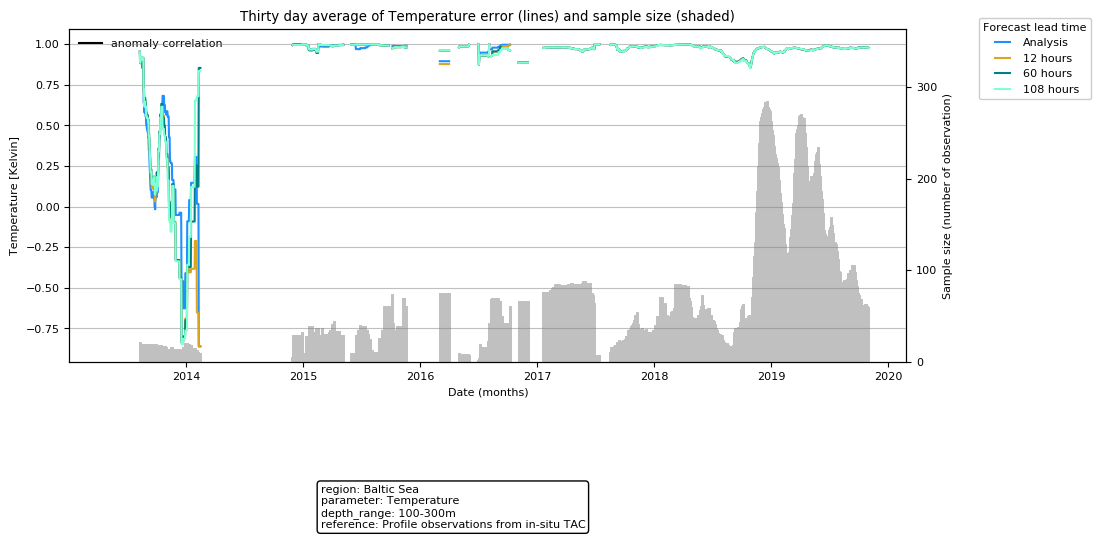 Thirty day average of Temperature error (lines) and sample size (shaded)
Forecast lead time
Analysis
12 hours
60 hours
108 hours
anomaly correlation
1.00
0.75
0.50
0.25
0.00
−0.25
−0.50
−0.75
Temperature [Kelvin]
300
200
100
0
Sample size (number of observation)
2014
2015
2016
2017
2018
2019
2020
Date (months)
region: Baltic Sea
parameter: Temperature
depth_range: 100-300m
reference: Profile observations from in-situ TAC